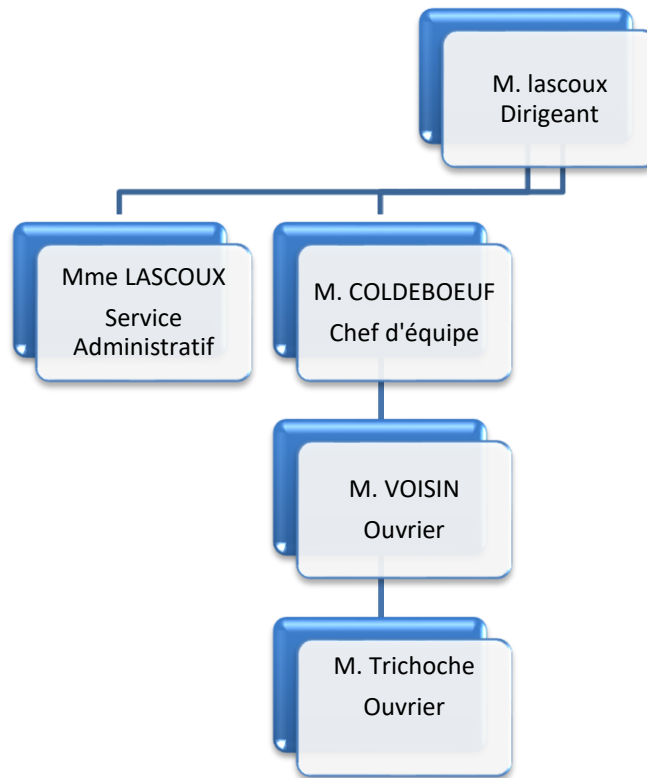 M. lascoux
Dirigeant
Mme LASCOUX
Service
Administratif
M. COLDEBOEUF
Chef d'équipe
M. VOISIN
Ouvrier
M. Trichoche
Ouvrier